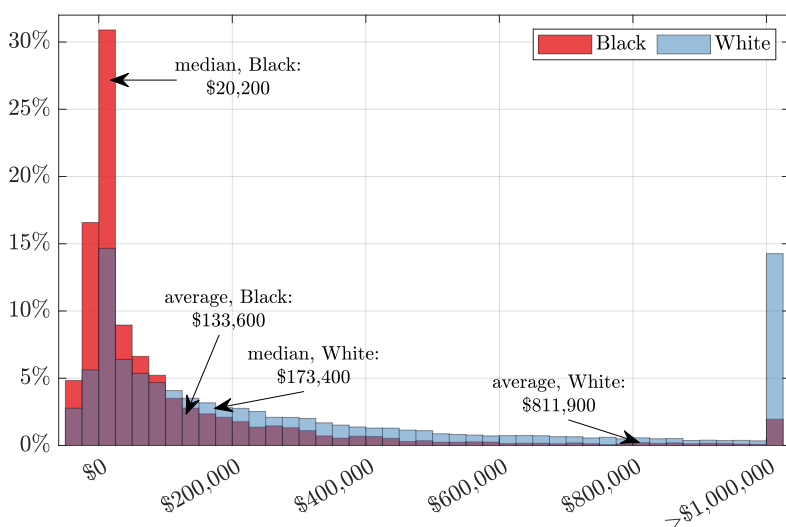 30%
25%
20%
15%
10%
5%
0%
Black
White
median, Black:
$20,200
average, Black:
$133,600
median, White:
$173,400
average, White:
$811,900
$0
$200,000
$400,000
$600,000
$800,000
>$1,000,000